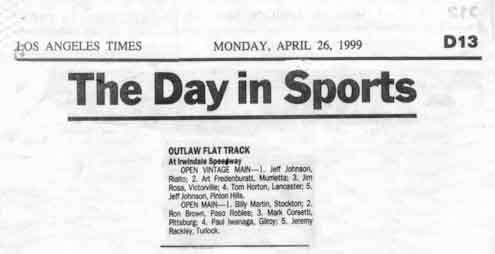 LOS ANGELES TIMES MONDAY, APRIL 26, 1999 D13
The Day in Sports
OUTLAW FLAT TRACK
At Irwindale Speedway
OPEN VINTAGE MAIN—1. Jeff Johnson,
Rialto; 2. Art Fredenburatt, Murrietta; 3. Jim
Rosa, Victorville; 4. Tom Horton, Lancaster; 5.
Jeff Johnson, Pinion Hills.
OPEN MAIN—1. Billy Martin, Stockton; 2.
Ron Brown, Paso Robles; 3. Mark Corsetti,
Pittsburg; 4. Paul Iwanaga, Gilroy; 5. Jeremy
Rackley, Turlock.